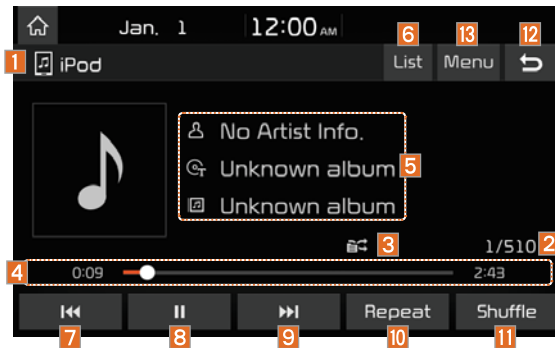 Jan. 1 12:00 AM
6 13 12
1 iPod List Menu
No Artist Info.
Unknown album 5
Unknown album
3 1/510 2
4 0:09 2:43
Repeat Shuffle
7 8 9 10 11